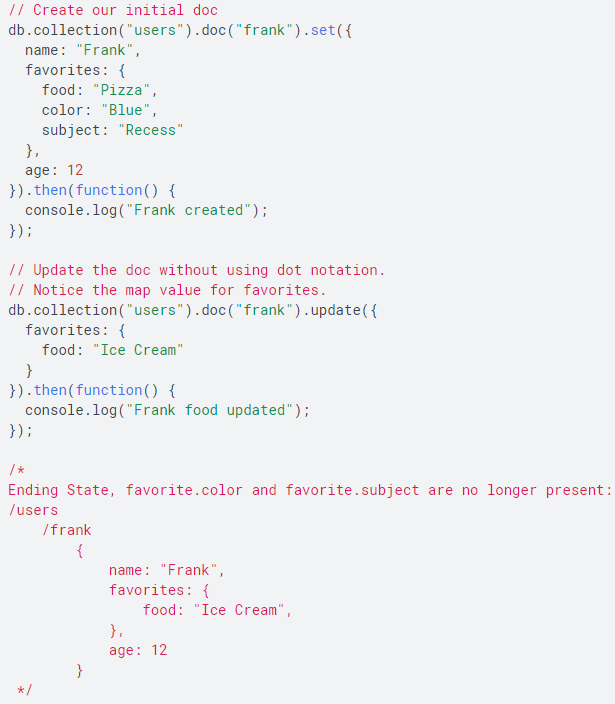 // Create our initial doc
db.collection("users").doc("frank").set({
  name: "Frank",
  favorites: {
    food: "Pizza",
    color: "Blue",
    subject: "Recess"
  },
  age: 12
}).then(function() {
  console.log("Frank created");
});

// Update the doc without using dot notation.
// Notice the map value for favorites.
db.collection("users").doc("frank").update({
  favorites: {
    food: "Ice Cream"
  }
}).then(function() {
  console.log("Frank food updated");
});

/*
Ending State, favorite.color and favorite.subject are no longer present:
/users
    /frank
        {
            name: "Frank",
            favorites: {
                food: "Ice Cream",
            },
            age: 12
        }
 */